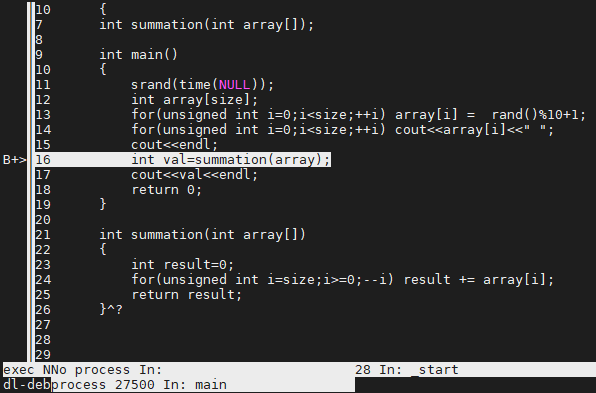 10      {
7       int summation(int array[]);
8
9       int main()
10      {
11          srand(time(NULL));
12          int array[size];
13          for(unsigned int i=0;i<size;++i) array[i] =  rand()%10+1;
14          for(unsigned int i=0;i<size;++i) cout<<array[i]<<" ";
15          cout<<endl;
B+> 16          int val=summation(array);
17          cout<<val<<endl;
18          return 0;
19      }
20
21      int summation(int array[])
22      {
23          int result=0;
24          for(unsigned int i=size;i>=0;--i) result += array[i];
25          return result;
26      }^?
27
28
29
exec NNo process In:                        28 In: _start
dl-debprocess 27500 In: main